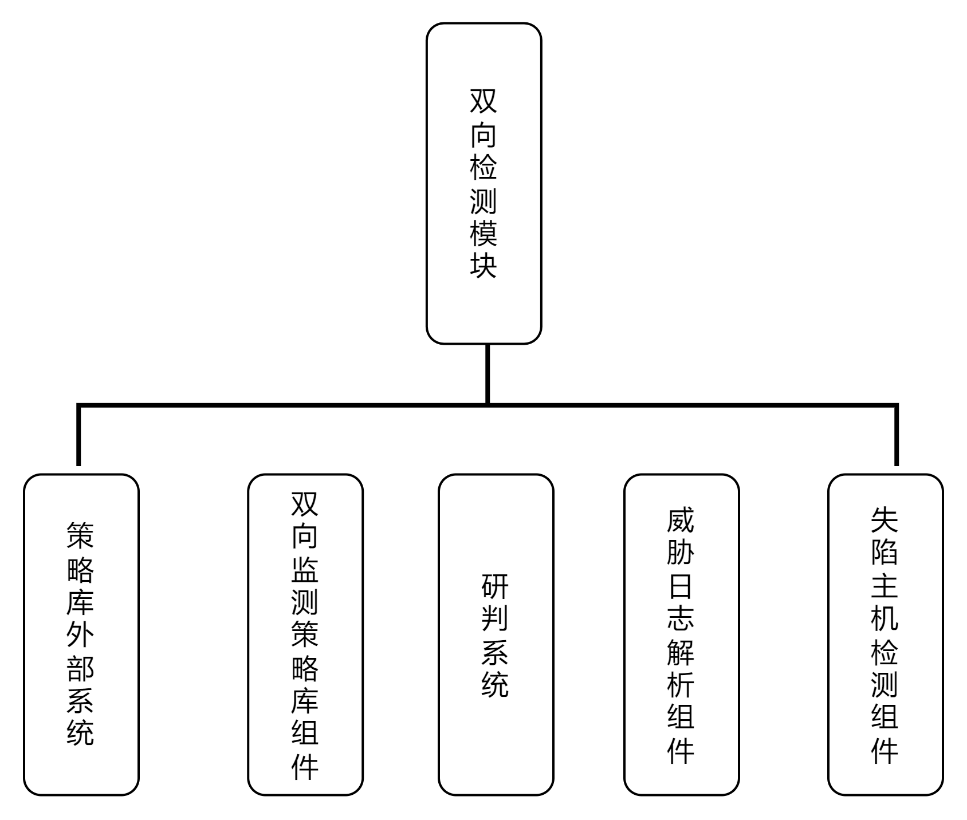 双向检测模块
策略库外部系统
双向监测策略库组件
研判系统
威胁日志解析组件
失陷主机检测组件